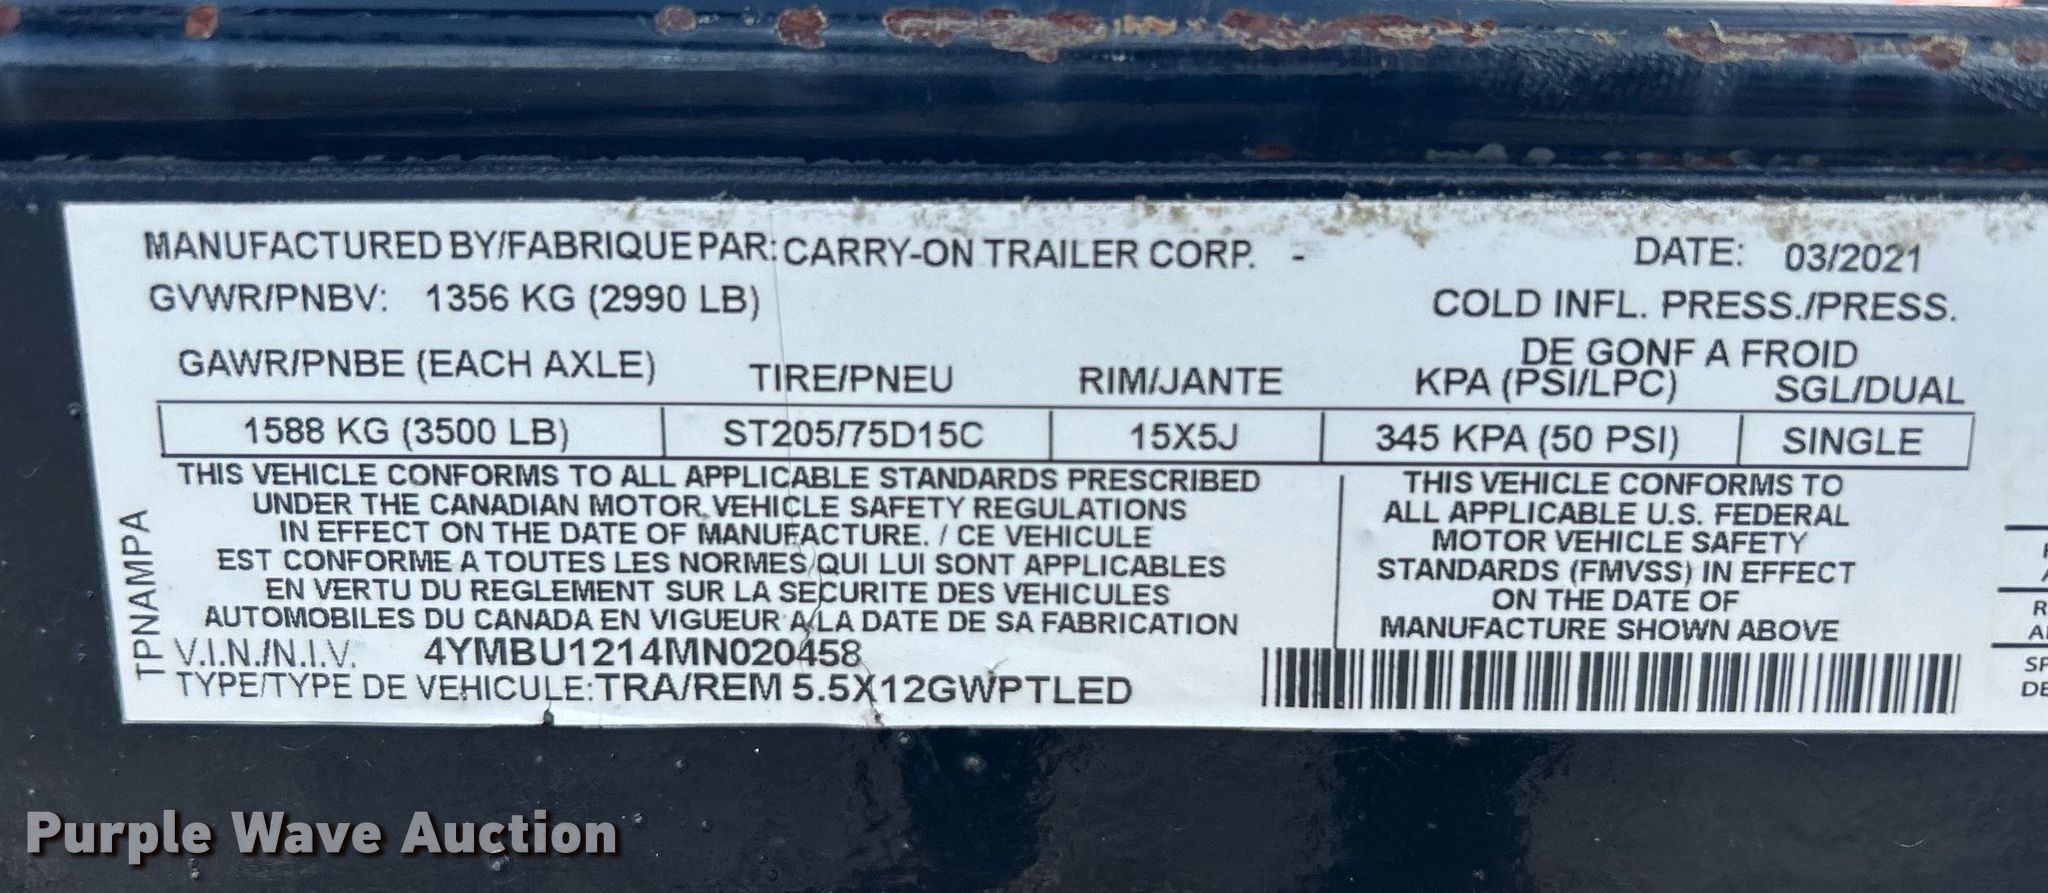 MANUFACTURED BY/FABRIQUE PAR: CARRY-ON TRAILER CORP. - DATE: 03/2021
GVWR/PNBV: 1356 KG (2990 LB) COLD INFL. PRESS./PRESS.
DE GONF A FROID
GAWR/PNBE (EACH AXLE) TIRE/PNEU RIM/JANTE KPA (PSI/LPC) SGL/DUAL
1588 KG (3500 LB) ST205/75D15C 15X5J 345 KPA (50 PSI) SINGLE
THIS VEHICLE CONFORMS TO ALL APPLICABLE STANDARDS PRESCRIBED
UNDER THE CANADIAN MOTOR VEHICLE SAFETY REGULATIONS
IN EFFECT ON THE DATE OF MANUFACTURE. / CE VEHICULE
EST CONFORME A TOUTES LES NORMES QUI LUI SONT APPLICABLES
EN VERTU DU REGLEMENT SUR LA SECURITE DES VEHICULES
AUTOMOBILES DU CANADA EN VIGUEUR A LA DATE DE SA FABRICATION
THIS VEHICLE CONFORMS TO
ALL APPLICABLE U.S. FEDERAL
MOTOR VEHICLE SAFETY
STANDARDS (FMVSS) IN EFFECT
ON THE DATE OF
MANUFACTURE SHOWN ABOVE
V.I.N./N.I.V. 4YMBU1214MN020458
TYPE/TYPE DE VEHICULE: TRA/REM 5.5X12GWPTLED
TPNAMPA
SP
DE
Purple Wave Auction